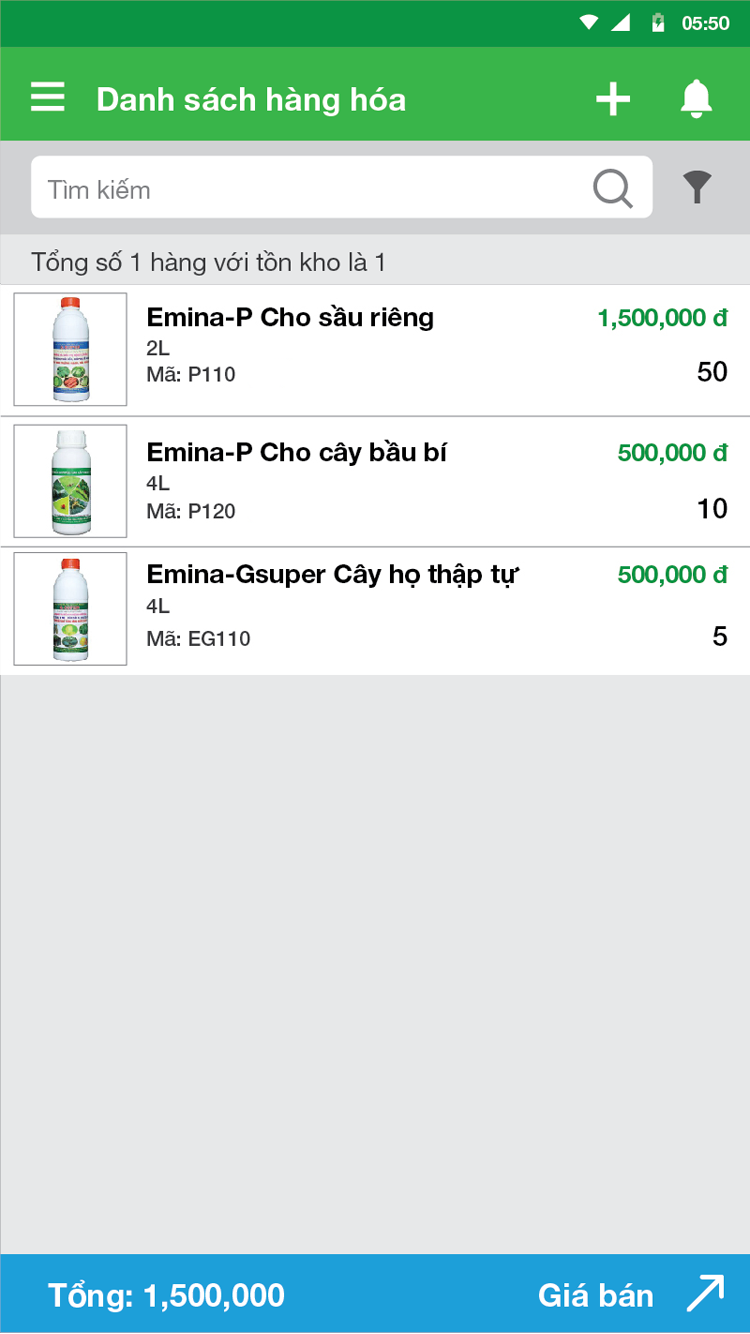 05:50
Danh sách hàng hóa
Tìm kiếm
Tổng số 1 hàng với tồn kho là 1
Emina-P Cho sầu riêng 1,500,000 đ
2L
Mã: P110 50
Emina-P Cho cây bầu bí 500,000 đ
4L
Mã: P120 10
Emina-Gsuper Cây họ thập tự 500,000 đ
4L
Mã: EG110 5
Tổng: 1,500,000 Giá bán